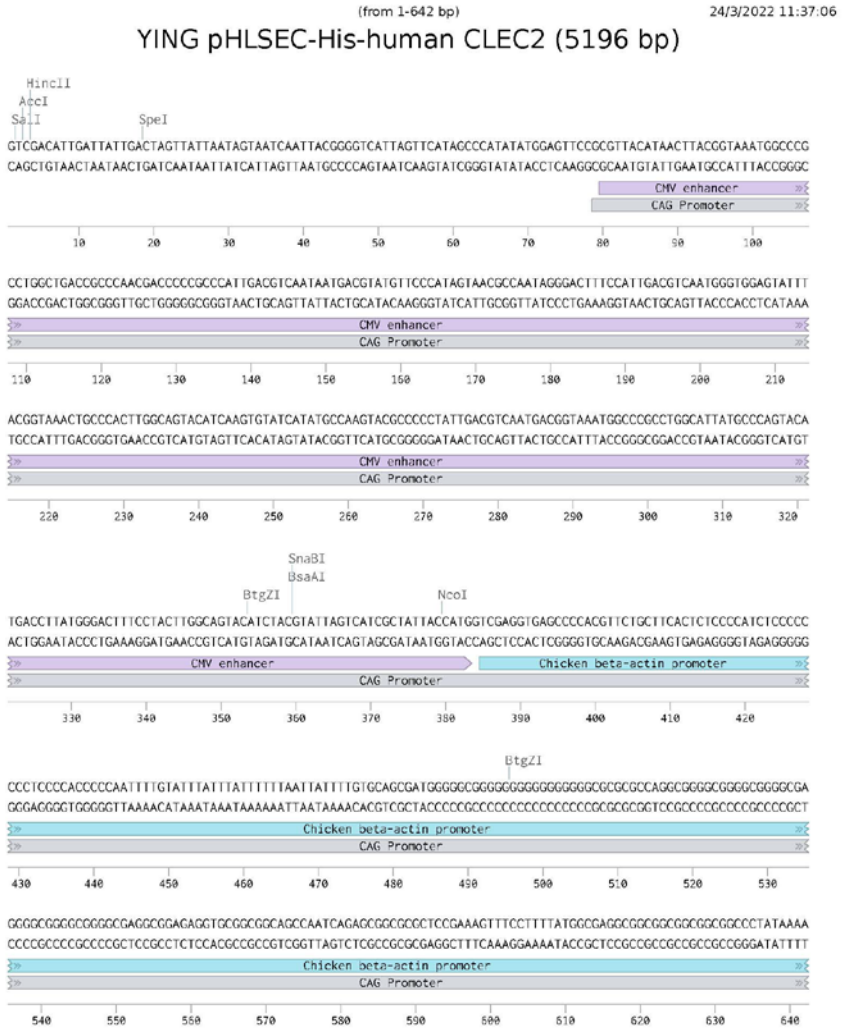 (from 1-642 bp)
24/3/2022 11:37:06
YING pHLSEC-His-human CLEC2 (5196 bp)
HincII
AccI
SalI
SpeI
GTCGACATTGATTATTGACTAGTTATTAATAGTAATCAATTACGGGGTCATTAGTTCATAGCCCATATATGGAGTTCCGCGTTACATAACTTACGGTAAATGGCCCG
CAGCTGTAACTAATAACTGATCAATAATTATCATTAGTTAATGCCCCAGTAATCAAGTATCGGGTATATACCTCAAGGCGCAATGTATTGAATGCCATTTACCGGGC
CMV enhancer
CAG Promoter
10 20 30 40 50 60 70 80 90 100
CCTGGCTGACCGCCCAACGACCCCCGCCCATTGACGTCAATAATGACGTATGTTCCCATAGTAACGCCAATAGGGACTTTCCATTGACGTCAATGGGTGGAGTATTT
GGACCGACTGGCGGGTTGCTGGGGGCGGGTAACTGCAGTTATTACTGCATACAAGGGTATCATTGCGGTTATCCCTGAAAGGTAACTGCAGTTACCCACCTCATAAA
CMV enhancer
CAG Promoter
110 120 130 140 150 160 170 180 190 200 210
ACGGTAAACTGCCCACTTGGCAGTACATCAAGTGTATCATATGCCAAGTACGCCCCCTATTGACGTCAATGACGGTAAATGGCCCGCCTGGCATTATGCCCAGTACA
TGCCATTTGACGGGTGAACCGTCATGTAGTTCACATAGTATACGGTTCATGCGGGGGATAACTGCAGTTACTGCCATTTACCGGGCGGACCGTAATACGGGTCATGT
CMV enhancer
CAG Promoter
220 230 240 250 260 270 280 290 300 310 320
SnaBI
BsaAI
BtgZI
NcoI
TGACCTTATGGGACTTTCCTACTTGGCAGTACATCTACGTATTAGTCATCGCTATTACCATGGTCGAGGTGAGCCCCACGTTCTGCTTCACTCTCCCCATCTCCCCC
ACTGGAATACCCTGAAAGGATGAACCGTCATGTAGATGCATAATCAGTAGCGATAATGGTACCAGCTCCACTCGGGGTGCAAGACGAAGTGAGAGGGGTAGAGGGGG
CMV enhancer
Chicken beta-actin promoter
CAG Promoter
330 340 350 360 370 380 390 400 410 420
BtgZI
CCCTCCCCACCCCCAATTTTGTATTTATTTATTTTTTAATTATTTTGTGCAGCGATGGGGGCGGGGGGGGGGGGGGGGCGCGCGCCAGGCGGGGCGGGGCGGGGCGA
GGGAGGGGTGGGGGTTAAAACATAAATAAATAAAAAATTAATAAAACACGTCGCTACCCCCGCCCCCCCCCCCCCCCCGCGCGCGGTCCGCCCCGCCCCGCCCCGCT
Chicken beta-actin promoter
CAG Promoter
430 440 450 460 470 480 490 500 510 520 530
GGGGCGGGGCGGGGCGAGGCGGAGAGGTGCGGCGGCAGCCAATCAGAGCGGCGCGCTCCGAAAGTTTCCTTTTATGGCGAGGCGGCGGCGGCGGCGGCCCTATAAAA
CCCCGCCCCGCCCCGCTCCGCCTCTCCACGCCGCCGTCGGTTAGTCTCGCCGCGCGAGGCTTTCAAAGGAAAATACCGCTCCGCCGCCGCCGCCGCCGGGATATTTT
Chicken beta-actin promoter
CAG Promoter
540 550 560 570 580 590 600 610 620 630 640